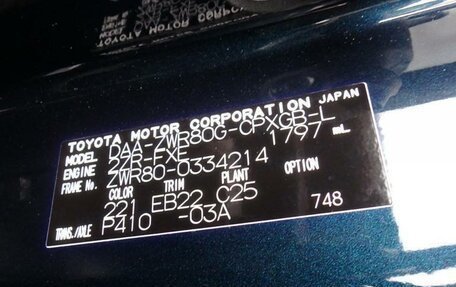 TOYOTA MOTOR CORPORATION JAPAN
MODEL DAA-ZWR80G-CPXGB-L
ENGINE 2ZR-FXE 1797 mL.
FRAME No. ZWR80-0334214
COLOR TRIM PLANT OPTION
221 EB22 C25
TRANS./AXLE P410 -03A 748